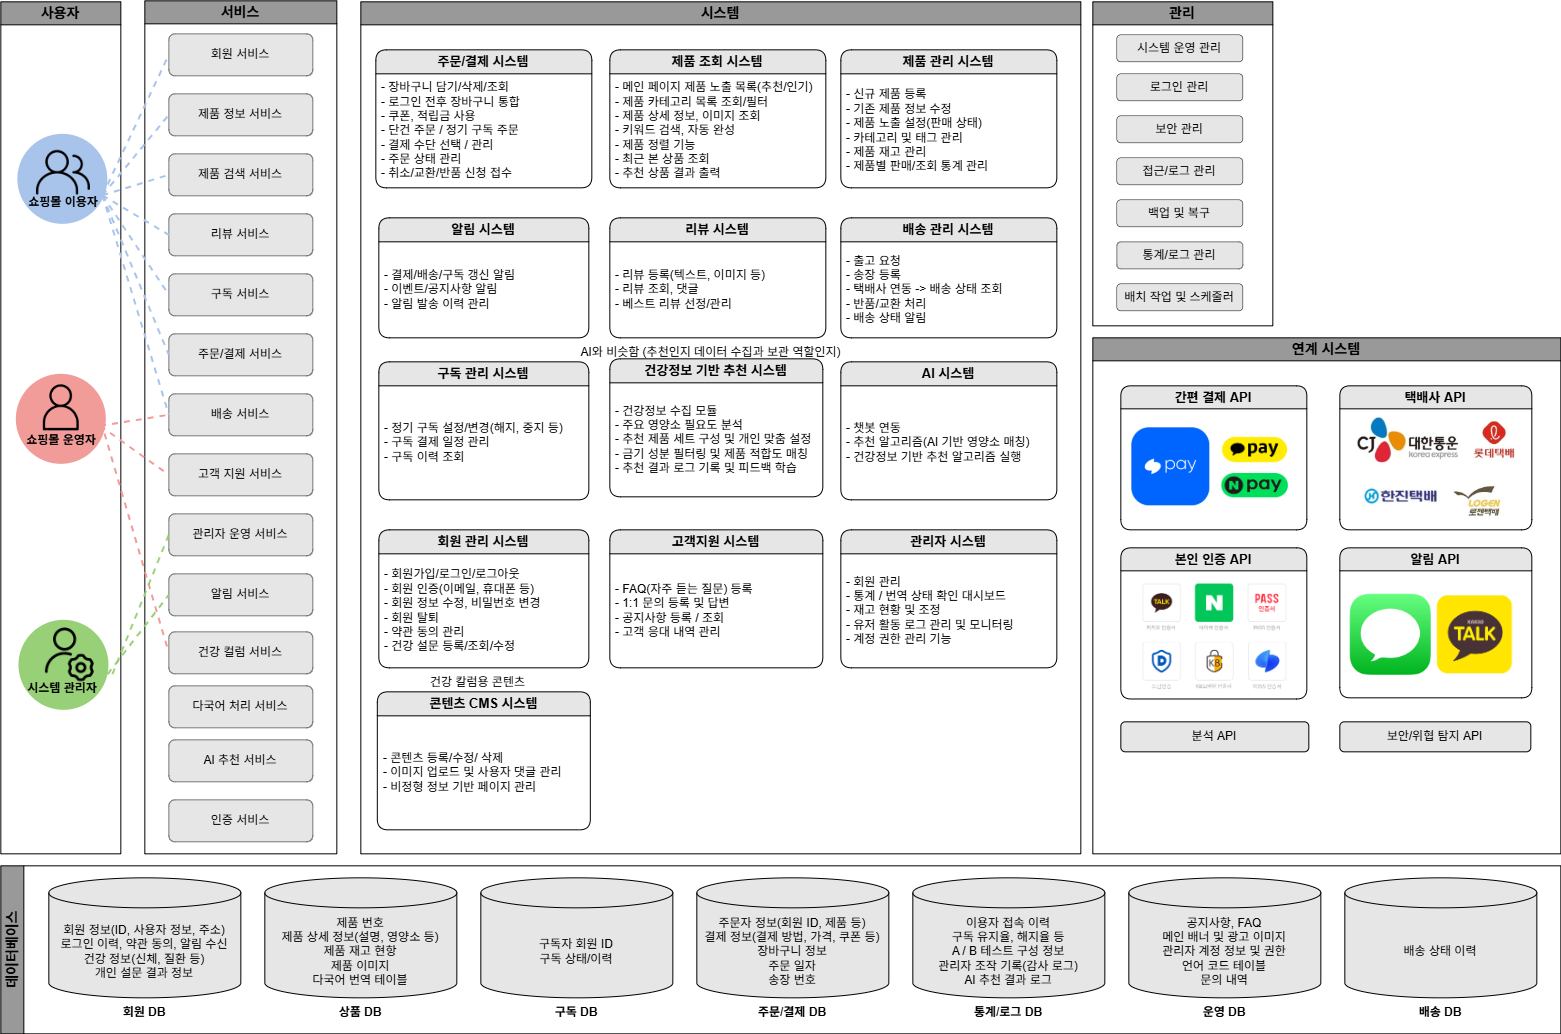 사용자
쇼핑몰 이용자
쇼핑몰 운영자
시스템 관리자
서비스
회원 서비스
제품 정보 서비스
제품 검색 서비스
리뷰 서비스
구독 서비스
주문/결제 서비스
배송 서비스
고객 지원 서비스
관리자 운영 서비스
알림 서비스
건강 컬럼 서비스
다국어 처리 서비스
AI 추천 서비스
인증 서비스
시스템
주문/결제 시스템
- 장바구니 담기/삭제/조회
- 로그인 전후 장바구니 통합
- 쿠폰, 적립금 사용
- 단건 주문 / 정기 구독 주문
- 결제 수단 선택 / 관리
- 주문 상태 관리
- 취소/교환/반품 신청 접수
제품 조회 시스템
- 메인 페이지 제품 노출 목록(추천/인기)
- 제품 카테고리 목록 조회/필터
- 제품 상세 정보, 이미지 조회
- 키워드 검색, 자동 완성
- 제품 정렬 기능
- 최근 본 상품 조회
- 추천 상품 결과 출력
제품 관리 시스템
- 신규 제품 등록
- 기존 제품 정보 수정
- 제품 노출 설정(판매 상태)
- 카테고리 및 태그 관리
- 제품 재고 관리
- 제품별 판매/조회 통계 관리
알림 시스템
- 결제/배송/구독 갱신 알림
- 이벤트/공지사항 알림
- 알림 발송 이력 관리
리뷰 시스템
- 리뷰 등록(텍스트, 이미지 등)
- 리뷰 조회, 댓글
- 베스트 리뷰 선정/관리
배송 관리 시스템
- 출고 요청
- 송장 등록
- 택배사 연동 -> 배송 상태 조회
- 반품/교환 처리
- 배송 상태 알림
AI와 비슷함 (추천인지 데이터 수집과 보관 역할인지)
구독 관리 시스템
- 정기 구독 설정/변경(해지, 중지 등)
- 구독 결제 일정 관리
- 구독 이력 조회
건강정보 기반 추천 시스템
- 건강정보 수집 모듈
- 주요 영양소 필요도 분석
- 추천 제품 세트 구성 및 개인 맞춤 설정
- 금기 성분 필터링 및 제품 적합도 매칭
- 추천 결과 로그 기록 및 피드백 학습
AI 시스템
- 챗봇 연동
- 추천 알고리즘(AI 기반 영양소 매칭)
- 건강정보 기반 추천 알고리즘 실행
회원 관리 시스템
- 회원가입/로그인/로그아웃
- 회원 인증(이메일, 휴대폰 등)
- 회원 정보 수정, 비밀번호 변경
- 회원 탈퇴
- 약관 동의 관리
- 건강 설문 등록/조회/수정
고객지원 시스템
- FAQ(자주 듣는 질문) 등록
- 1:1 문의 등록 및 답변
- 공지사항 등록 / 조회
- 고객 응대 내역 관리
관리자 시스템
- 회원 관리
- 통계 / 번역 상태 확인 대시보드
- 재고 현황 및 조정
- 유저 활동 로그 관리 및 모니터링
- 계정 권한 관리 기능
건강 칼럼용 콘텐츠
콘텐츠 CMS 시스템
- 콘텐츠 등록/수정/ 삭제
- 이미지 업로드 및 사용자 댓글 관리
- 비정형 정보 기반 페이지 관리
관리
시스템 운영 관리
로그인 관리
보안 관리
접근/로그 관리
백업 및 복구
통계/로그 관리
배치 작업 및 스케줄러
연계 시스템
간편 결제 API
pay
pay
N pay
택배사 API
CJ 대한통운
korea express
롯데택배
한진택배
LOGEN
로젠택배
본인 인증 API
TALK
N
PASS
인증서
KB
알림 API
TALK
분석 API
보안/위협 탐지 API
데이터베이스
회원 정보(ID, 사용자 정보, 주소)
로그인 이력, 약관 동의, 알림 수신
건강 정보(신체, 질환 등)
개인 설문 결과 정보
회원 DB
제품 번호
제품 상세 정보(설명, 영양소 등)
제품 재고 현항
제품 이미지
다국어 번역 테이블
상품 DB
구독자 회원 ID
구독 상태/이력
구독 DB
주문자 정보(회원 ID, 제품 등)
결제 정보(결제 방법, 가격, 쿠폰 등)
장바구니 정보
주문 일자
송장 번호
주문/결제 DB
이용자 접속 이력
구독 유지율, 해지율 등
A / B 테스트 구성 정보
관리자 조작 기록(감사 로그)
AI 추천 결과 로그
통계/로그 DB
공지사항, FAQ
메인 배너 및 광고 이미지
관리자 계정 정보 및 권한
언어 코드 테이블
문의 내역
운영 DB
배송 상태 이력
배송 DB